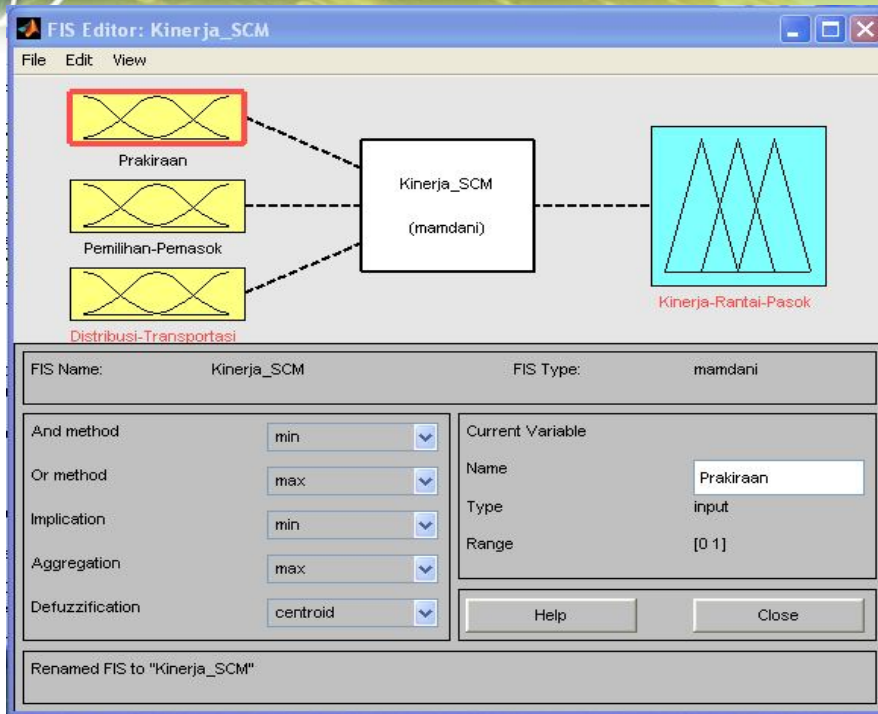 FIS Editor: Kinerja_SCM
File Edit View
Prakiraan
Pemilihan-Pemasok
Distribusi-Transportasi
Kinerja_SCM
(mamdani)
Kinerja-Rantai-Pasok
FIS Name: Kinerja_SCM FIS Type: mamdani
And method min
Or method max
Implication min
Aggregation max
Defuzzification centroid
Current Variable
Name Prakiraan
Type input
Range [0 1]
Help Close
Renamed FIS to "Kinerja_SCM"